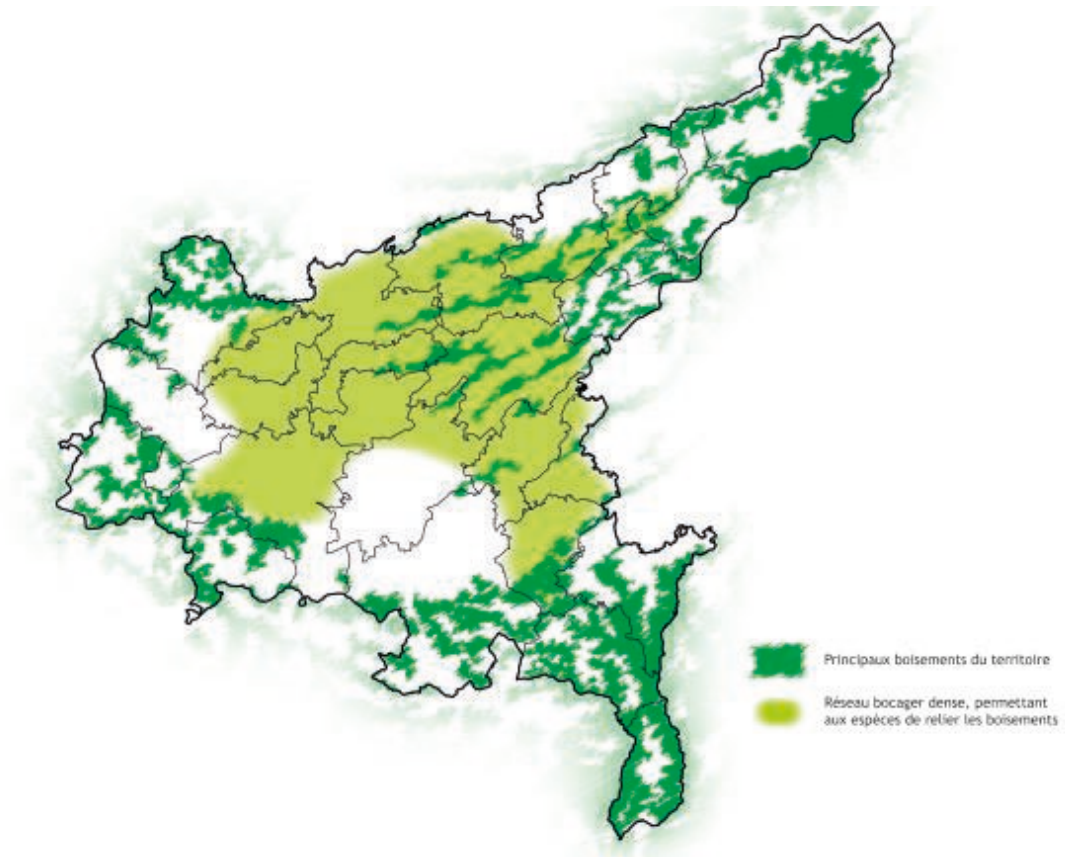 Principaux boisements du territoire
Réseau bocager dense, permettant
aux espèces de relier les boisements